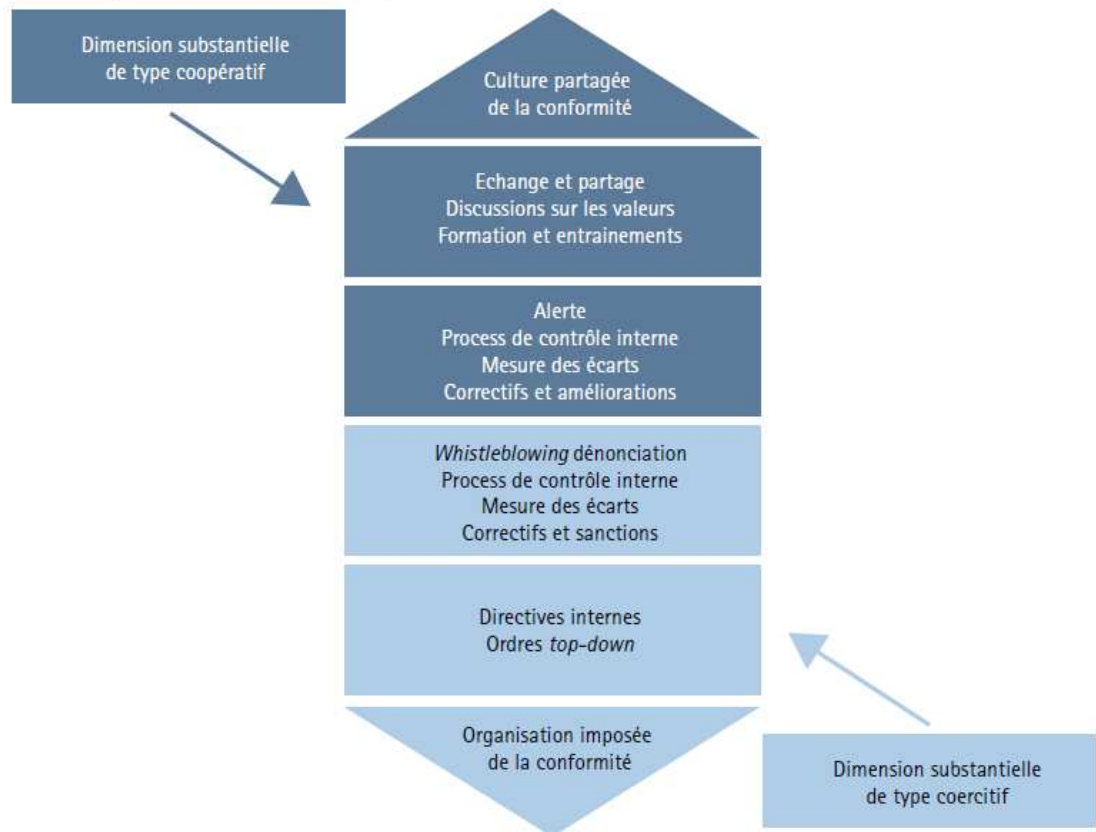 Dimension substantielle
de type coopératif
Culture partagée
de la conformité
Echange et partage
Discussions sur les valeurs
Formation et entrainements
Alerte
Process de contrôle interne
Mesure des écarts
Correctifs et améliorations
Whistleblowing dénonciation
Process de contrôle interne
Mesure des écarts
Correctifs et sanctions
Directives internes
Ordres top-down
Organisation imposée
de la conformité
Dimension substantielle
de type coercitif